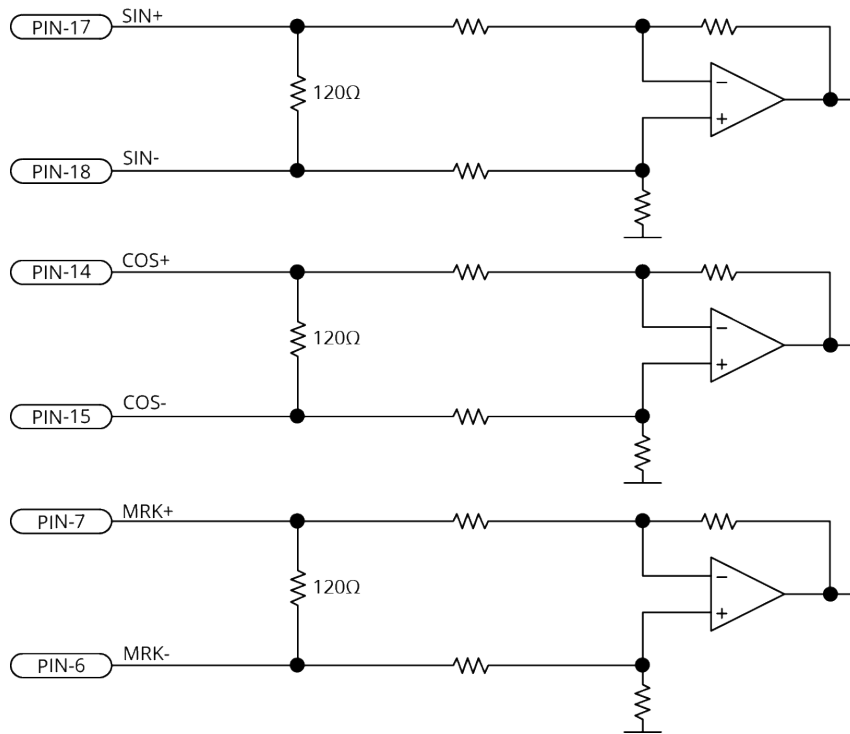 SIN+
PIN-17
−
120Ω
+
SIN-
PIN-18
COS+
PIN-14
−
120Ω
+
COS-
PIN-15
MRK+
PIN-7
−
120Ω
+
MRK-
PIN-6